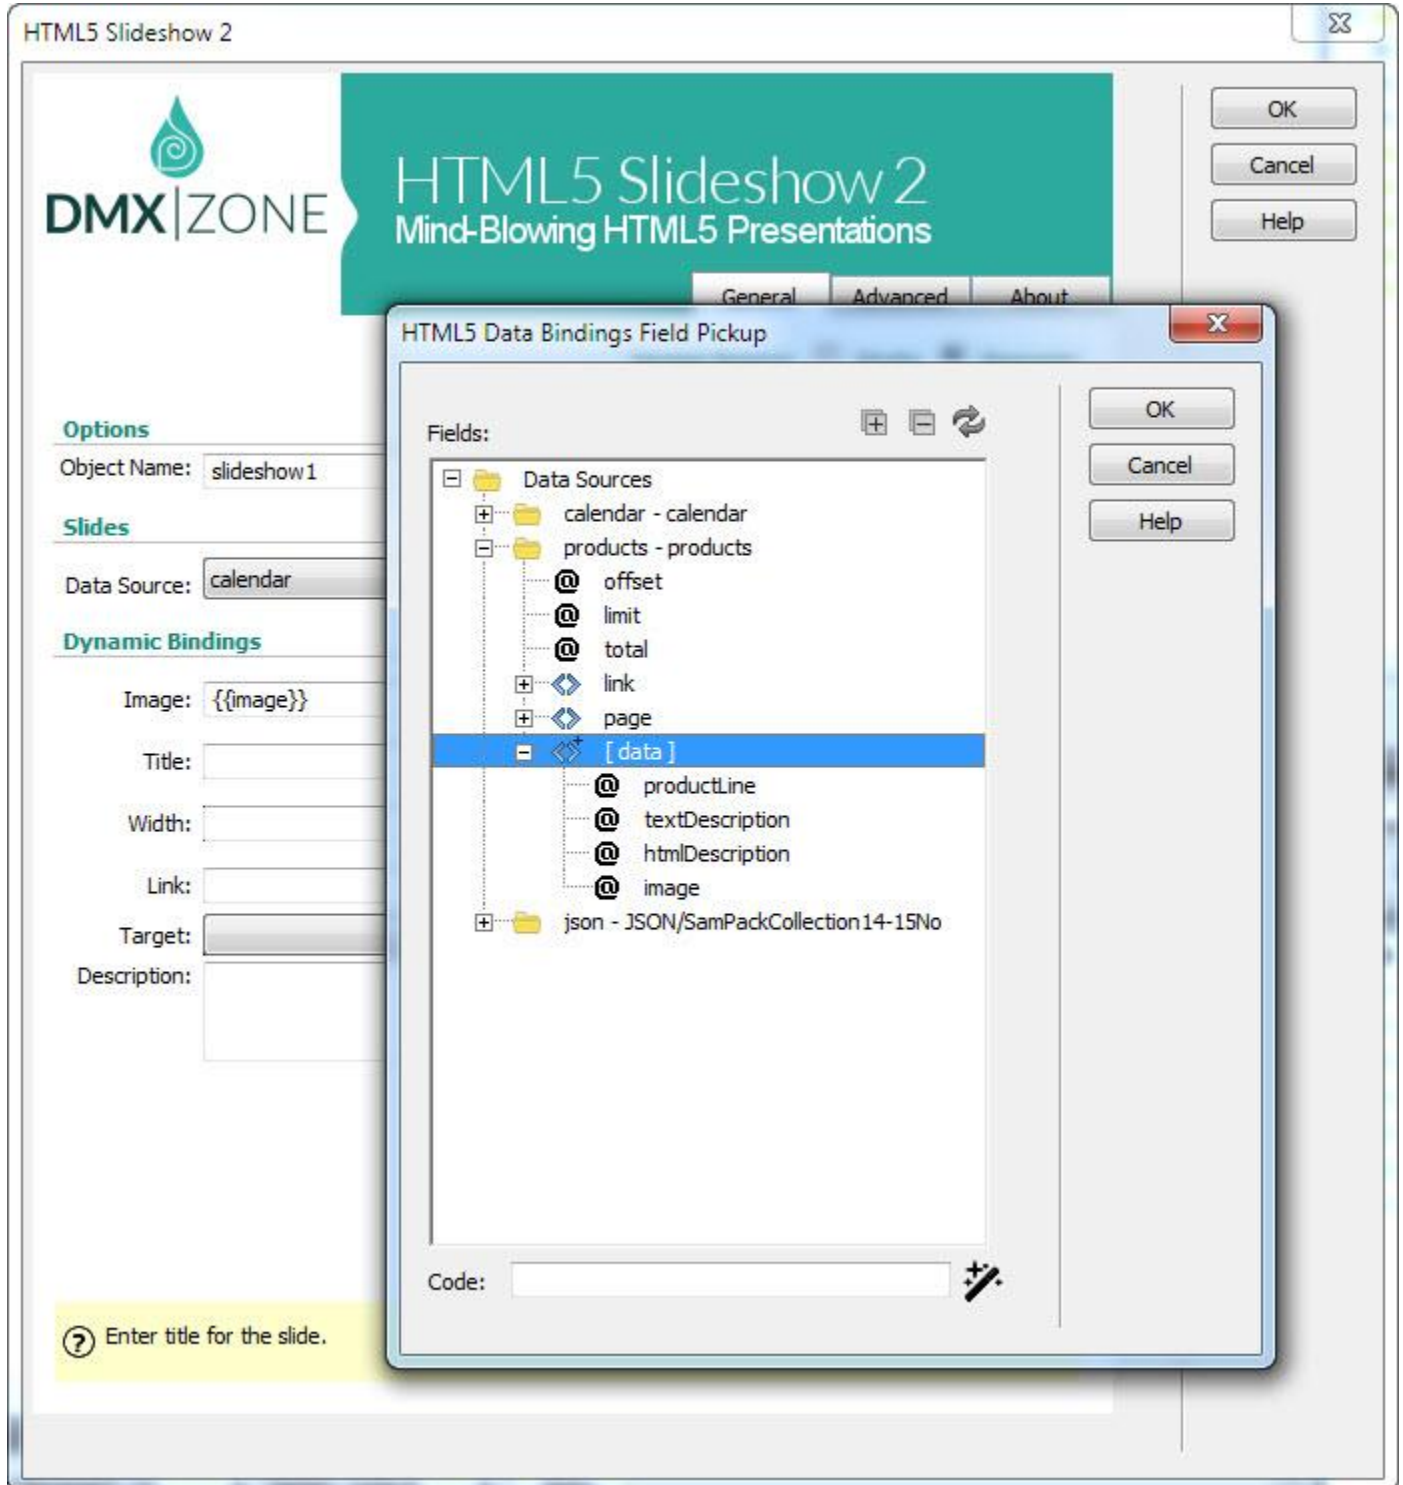 HTML5 Slideshow 2
OK
Cancel
Help
DMX|ZONE
HTML5 Slideshow 2
Mind-Blowing HTML5 Presentations
General Advanced About
Options
Object Name: slideshow1
Slides
Data Source: calendar
Dynamic Bindings
Image: {{image}}
Title:
Width:
Link:
Target:
Description:
? Enter title for the slide.
HTML5 Data Bindings Field Pickup
OK
Cancel
Help
Fields:
Data Sources
calendar - calendar
products - products
@ offset
@ limit
@ total
link
page
[ data ]
@ productLine
@ textDescription
@ htmlDescription
@ image
json - JSON/SamPackCollection14-15No
Code: